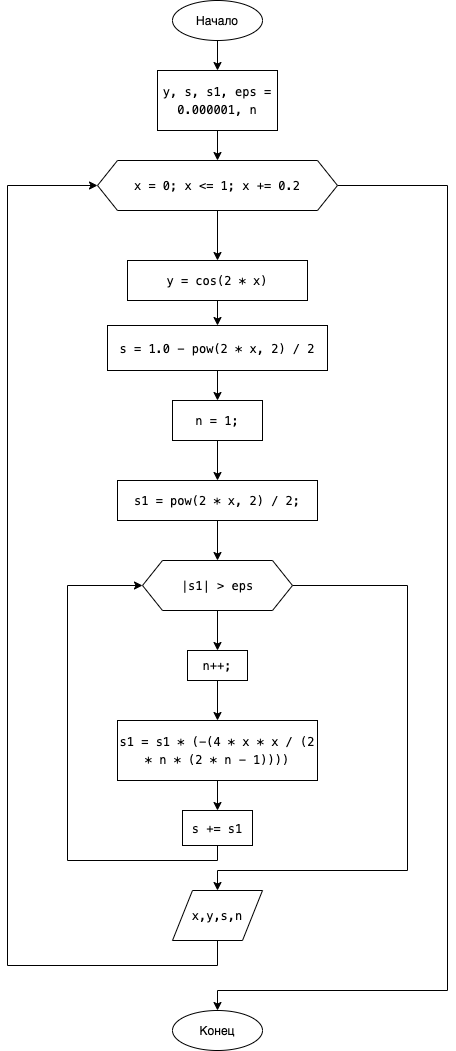 Начало
y, s, s1, eps =
0.000001, n
x = 0; x <= 1; x += 0.2
y = cos(2 * x)
s = 1.0 − pow(2 * x, 2) / 2
n = 1;
s1 = pow(2 * x, 2) / 2;
|s1| > eps
n++;
s1 = s1 * (−(4 * x * x / (2
* n * (2 * n − 1))))
s += s1
x,y,s,n
Конец